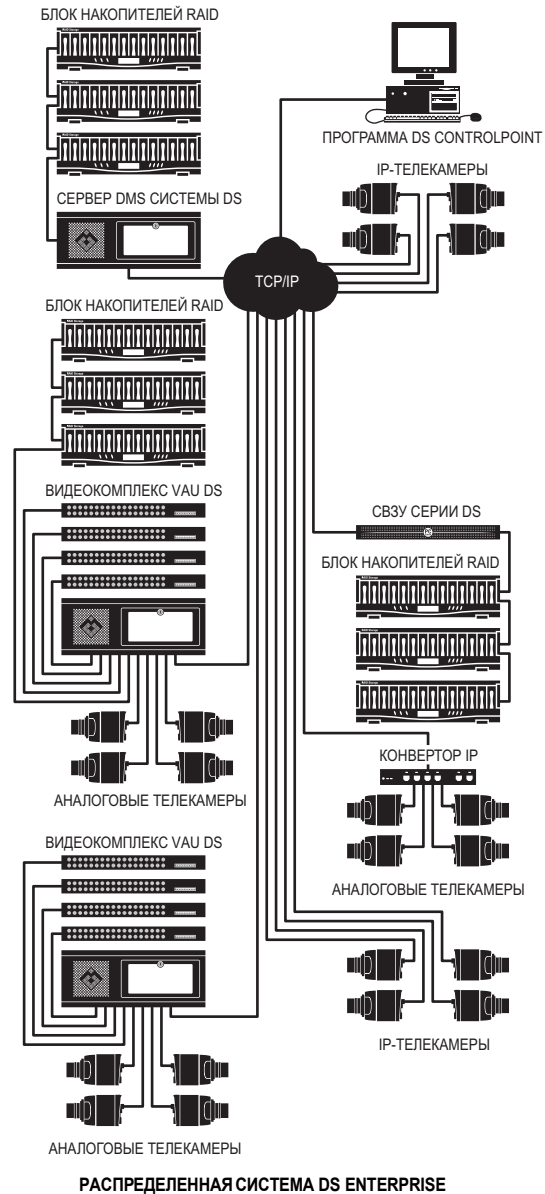 БЛОК НАКОПИТЕЛЕЙ RAID
ПРОГРАММА DS CONTROLPOINT
IP-ТЕЛЕКАМЕРЫ
СЕРВЕР DMS СИСТЕМЫ DS
TCP/IP
БЛОК НАКОПИТЕЛЕЙ RAID
ВИДЕОКОМПЛЕКС VAU DS
СВЗУ СЕРИИ DS
БЛОК НАКОПИТЕЛЕЙ RAID
КОНВЕРТОР IP
АНАЛОГОВЫЕ ТЕЛЕКАМЕРЫ
ВИДЕОКОМПЛЕКС VAU DS
АНАЛОГОВЫЕ ТЕЛЕКАМЕРЫ
IP-ТЕЛЕКАМЕРЫ
АНАЛОГОВЫЕ ТЕЛЕКАМЕРЫ
РАСПРЕДЕЛЕННАЯ СИСТЕМА DS ENTERPRISE